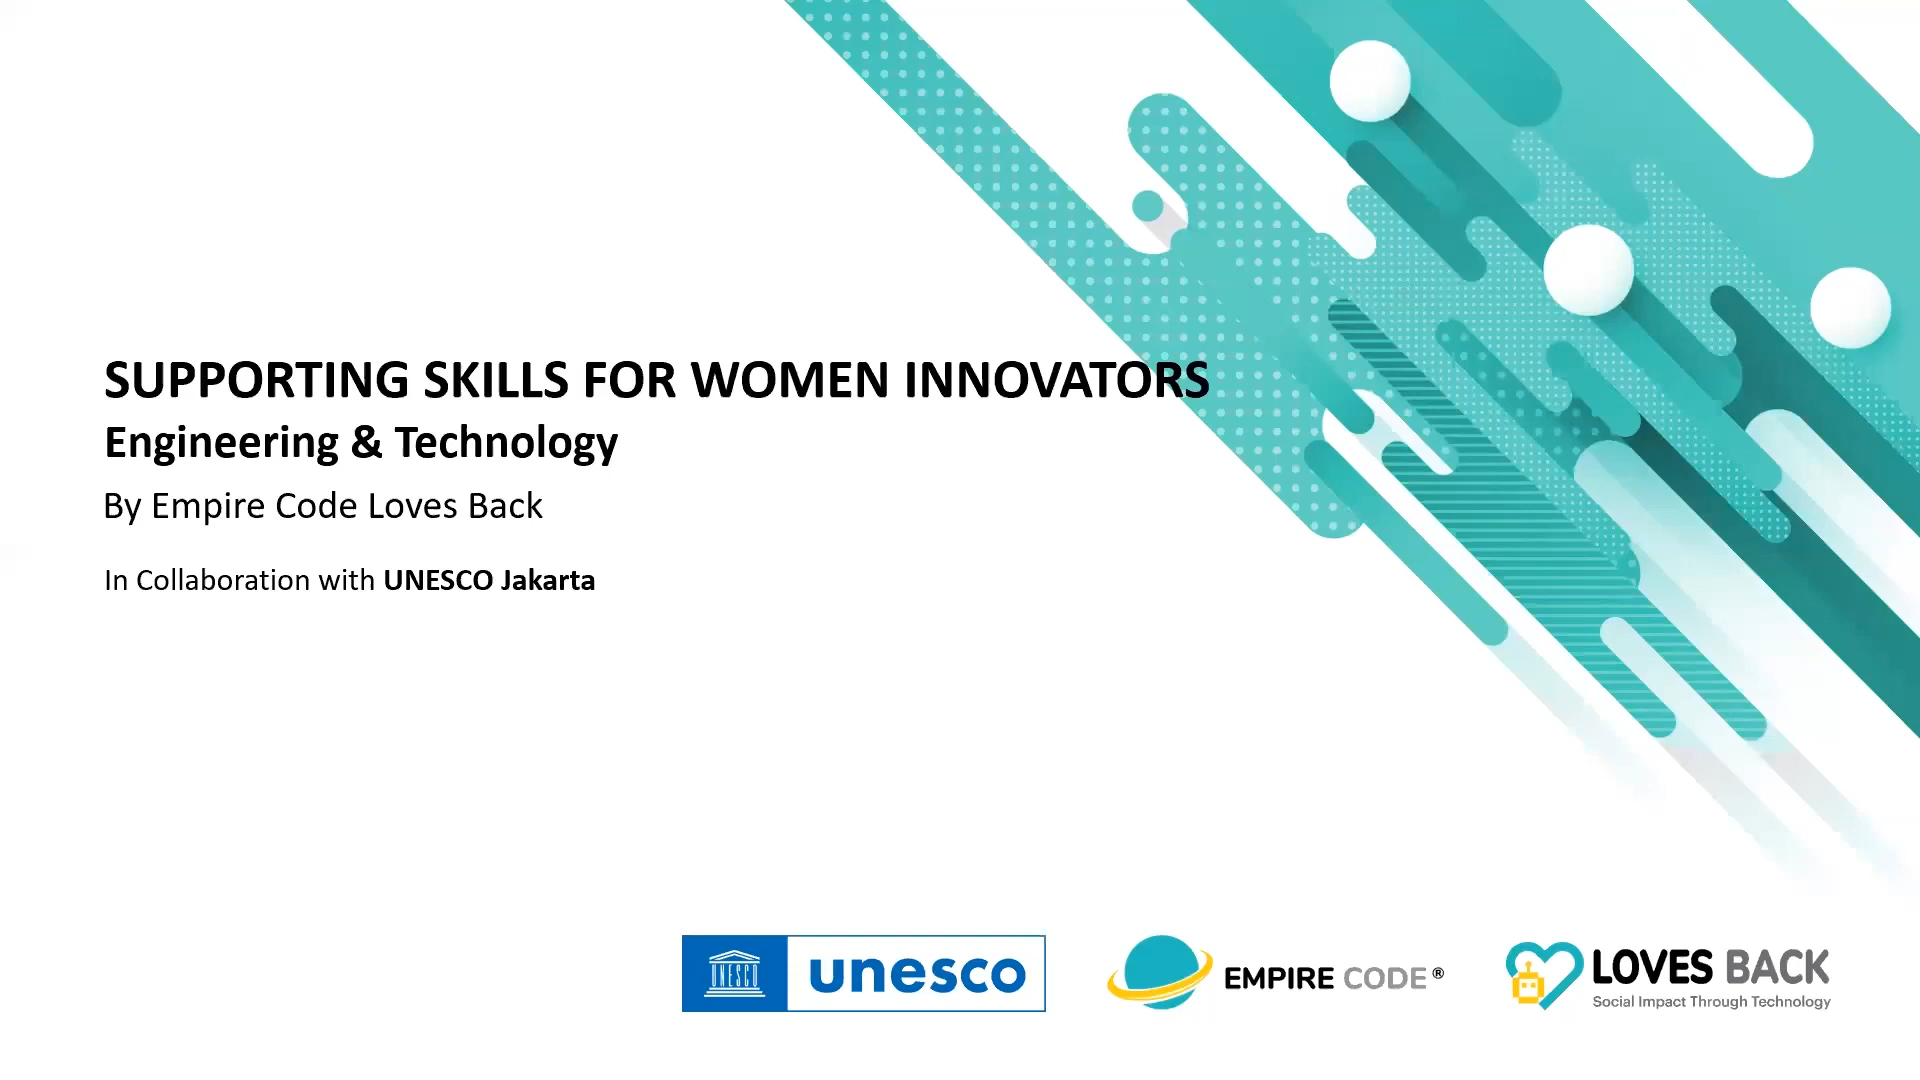 SUPPORTING SKILLS FOR WOMEN INNOVATORS
Engineering & Technology
By Empire Code Loves Back
In Collaboration with UNESCO Jakarta
UNESCO
unesco
EMPIRE CODE®
LOVES BACK
Social Impact Through Technology